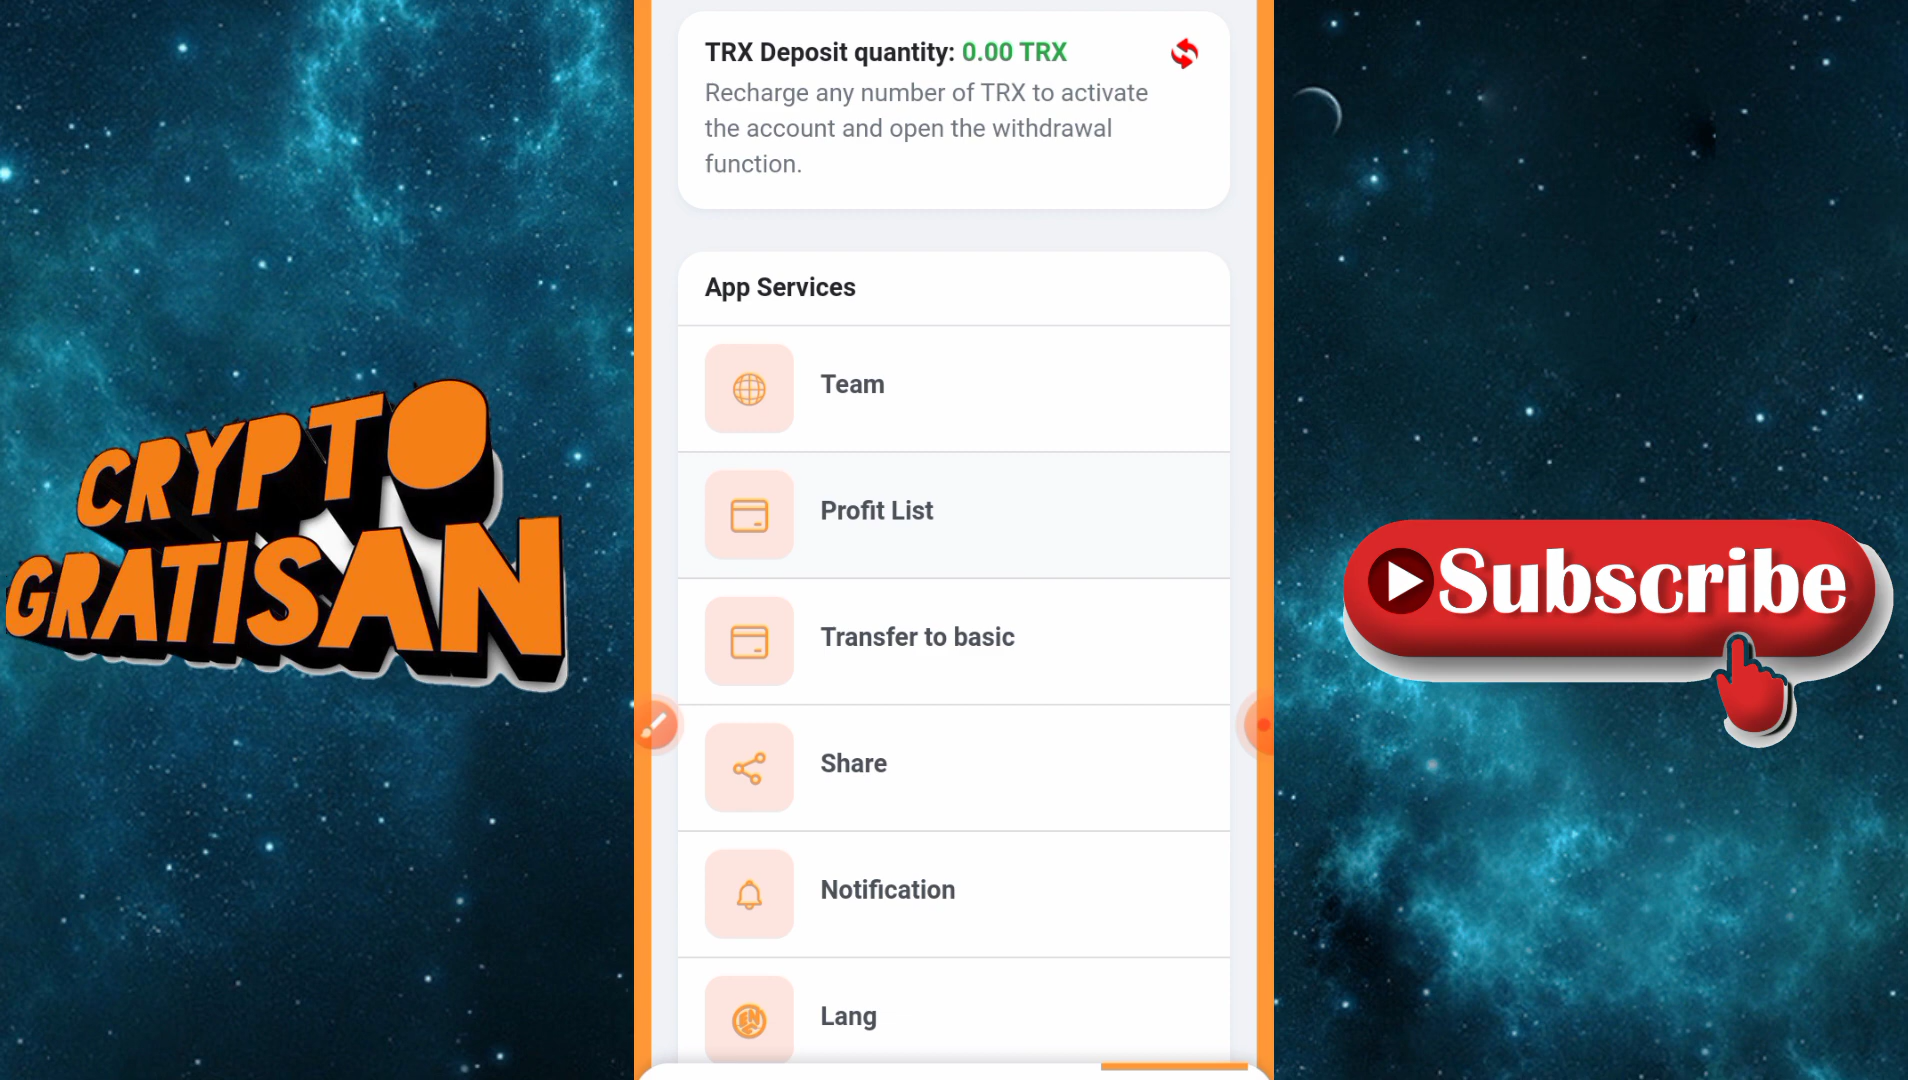 TRX Deposit quantity: 0.00 TRX
Recharge any number of TRX to activate
the account and open the withdrawal
function.
App Services
Team
Profit List
Transfer to basic
Share
Notification
Lang
CRYPTO
GRATISAN
Subscribe